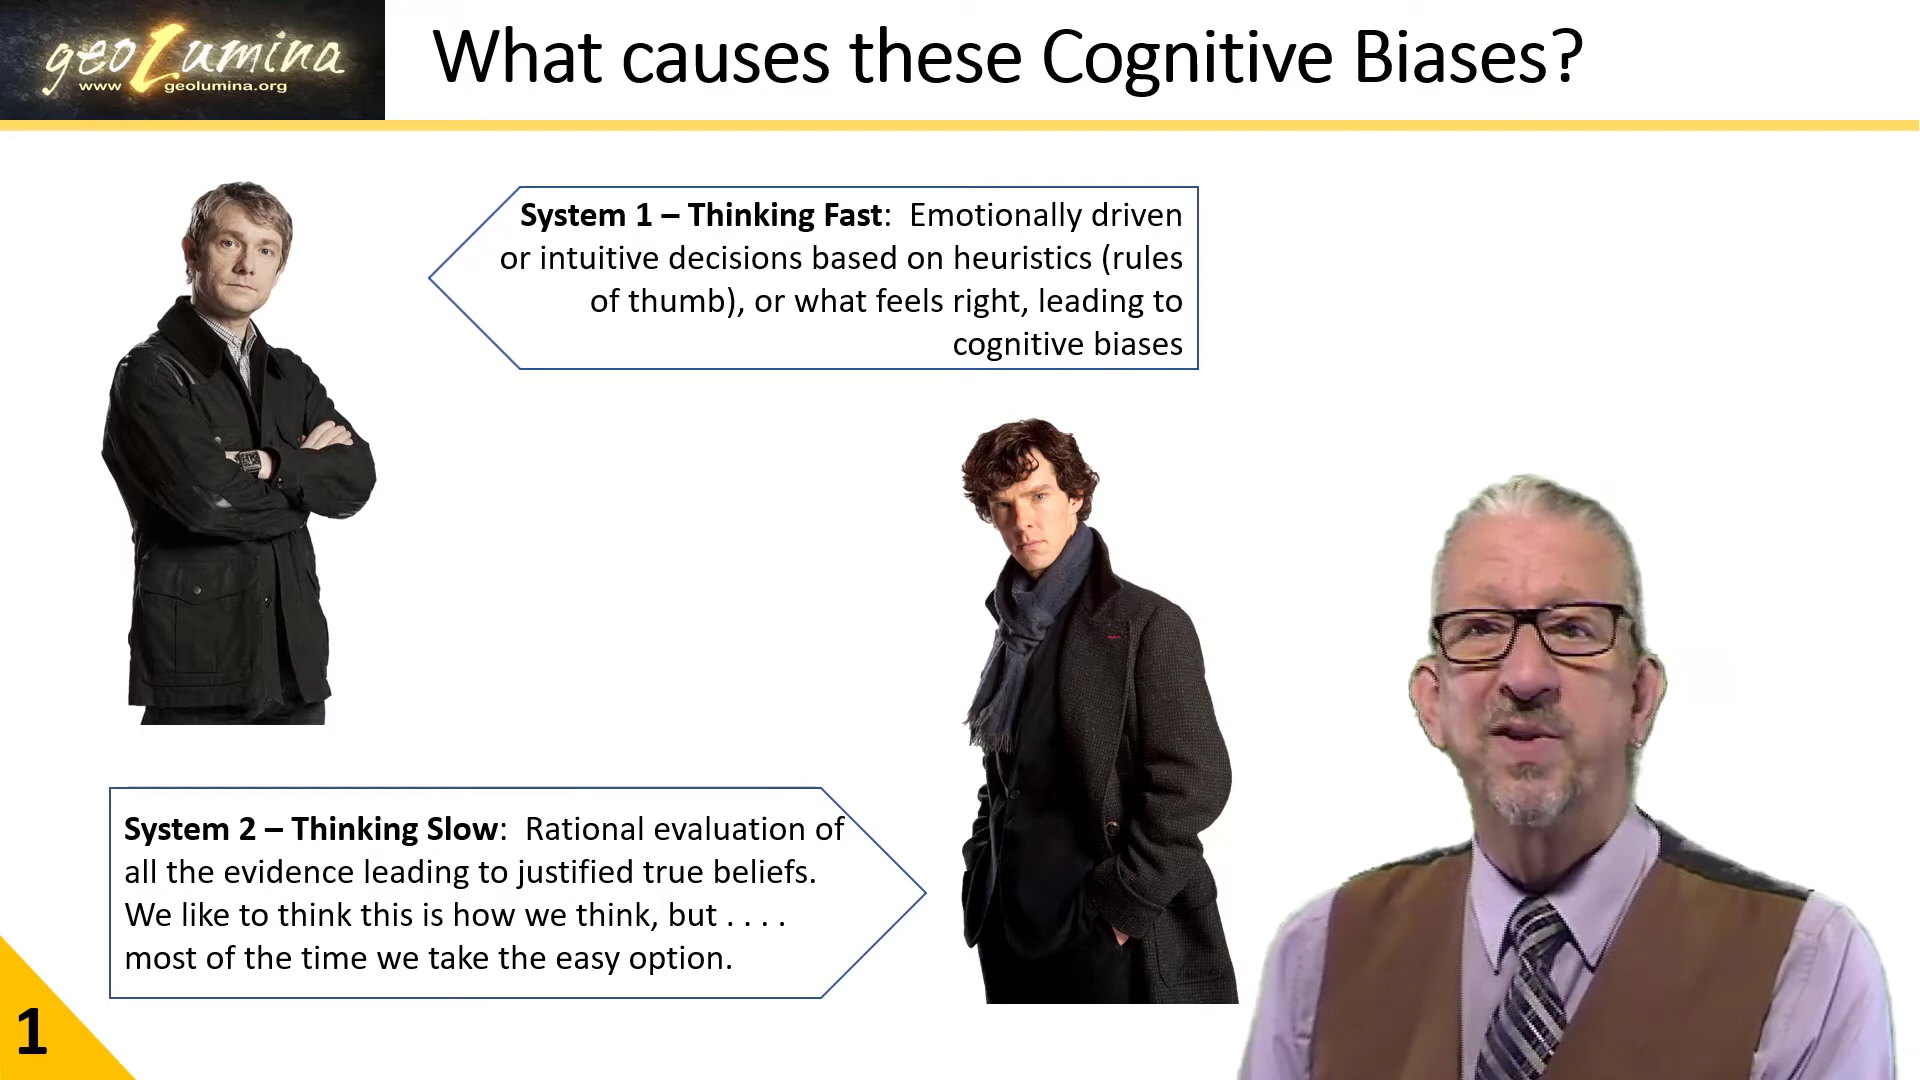 geoLumina
www geolumina.org
What causes these Cognitive Biases?
System 1 – Thinking Fast: Emotionally driven
or intuitive decisions based on heuristics (rules
of thumb), or what feels right, leading to
cognitive biases
System 2 – Thinking Slow: Rational evaluation of
all the evidence leading to justified true beliefs.
We like to think this is how we think, but . . . .
most of the time we take the easy option.
1